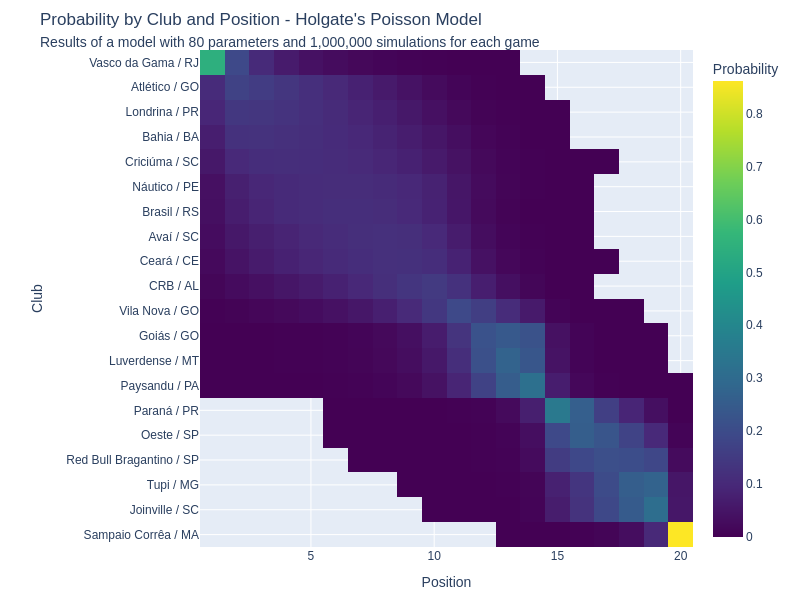 Probability by Club and Position - Holgate's Poisson Model
Results of a model with 80 parameters and 1,000,000 simulations for each game
Probability
Vasco da Gama / RJ
Atlético / GO
Londrina / PR
Bahia / BA
Criciúma / SC
Náutico / PE
Brasil / RS
Avaí / SC
Ceará / CE
CRB / AL
Vila Nova / GO
Goiás / GO
Luverdense / MT
Paysandu / PA
Paraná / PR
Oeste / SP
Red Bull Bragantino / SP
Tupi / MG
Joinville / SC
Sampaio Corrêa / MA
Club
5
10
15
20
Position
0.8
0.7
0.6
0.5
0.4
0.3
0.2
0.1
0